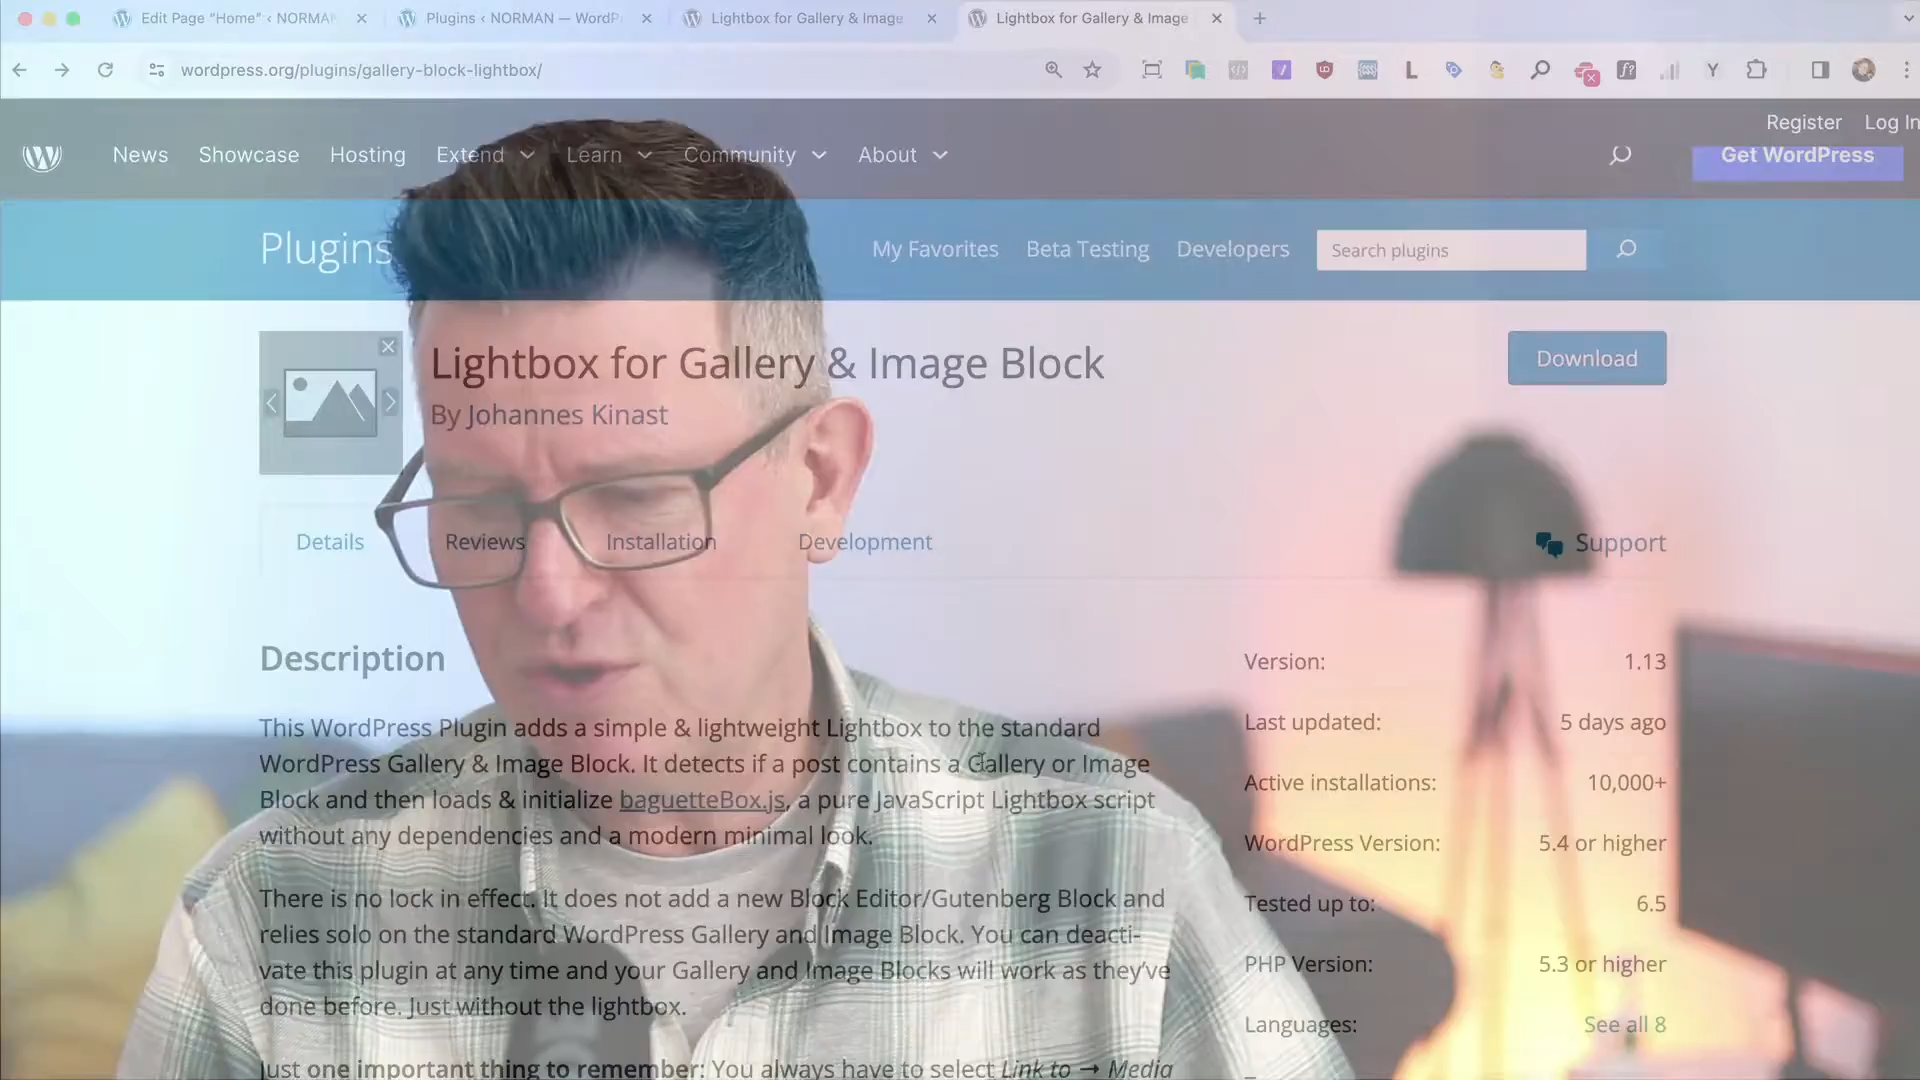 Edit Page "Home" ‹ NORMAN
Plugins ‹ NORMAN — WordPr
Lightbox for Gallery & Image
Lightbox for Gallery & Image
wordpress.org/plugins/gallery-block-lightbox/
Register Log In
News Showcase Hosting Extend Learn Community About
Get WordPress
Plugins
My Favorites Beta Testing Developers Search plugins
Lightbox for Gallery & Image Block
Download
By Johannes Kinast
Details Reviews Installation Development
Support
Description
This WordPress Plugin adds a simple & lightweight Lightbox to the standard
WordPress Gallery & Image Block. It detects if a post contains a Gallery or Image
Block and then loads & initialize baguetteBox.js, a pure JavaScript Lightbox script
without any dependencies and a modern minimal look.
There is no lock in effect. It does not add a new Block Editor/Gutenberg Block and
relies solo on the standard WordPress Gallery and Image Block. You can deacti-
vate this plugin at any time and your Gallery and Image Blocks will work as they've
done before. Just without the lightbox.
Just one important thing to remember: You always have to select Link to → Media
Version: 1.13
Last updated: 5 days ago
Active installations: 10,000+
WordPress Version: 5.4 or higher
Tested up to: 6.5
PHP Version: 5.3 or higher
Languages: See all 8